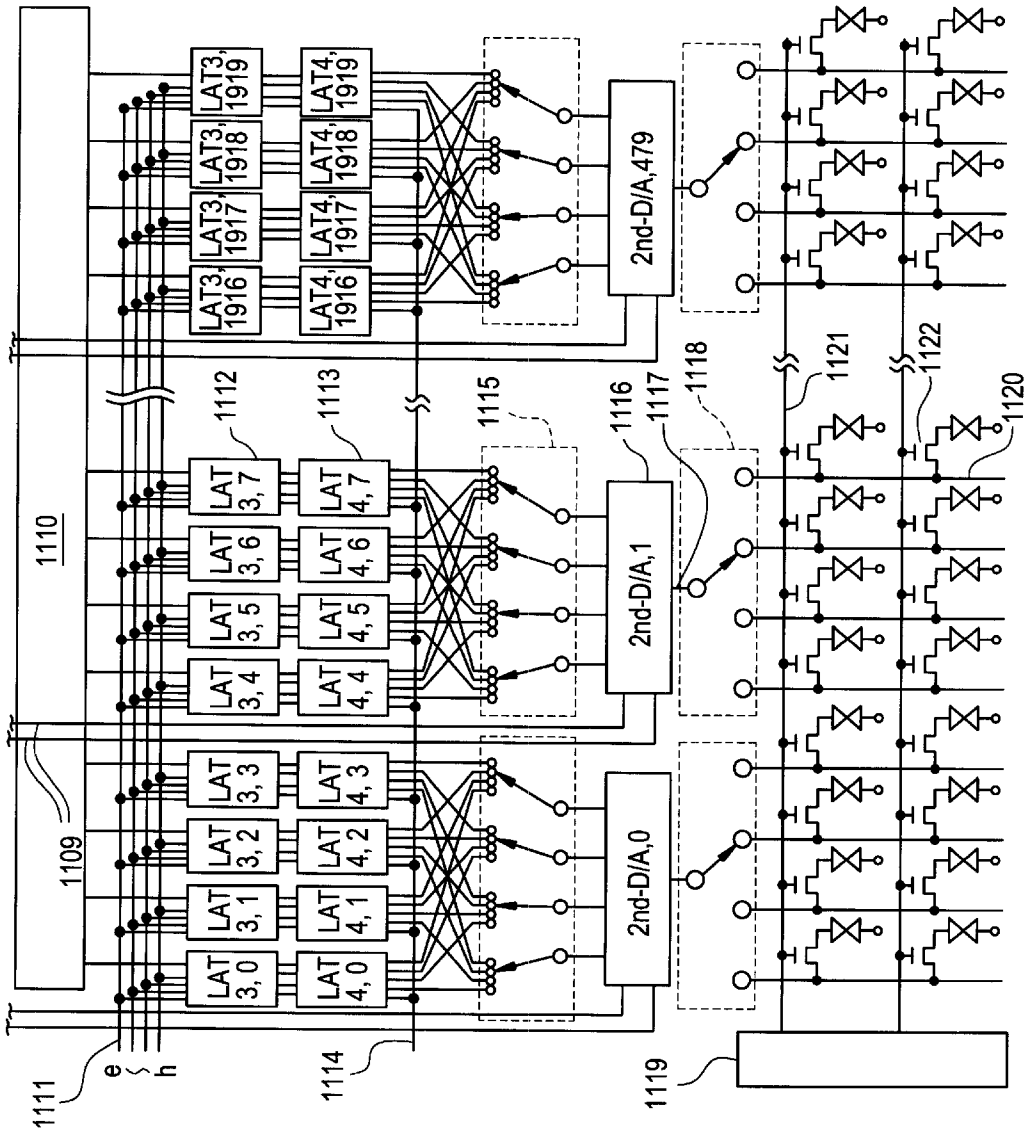 1110
1109
1111
e
h
LAT
3,0
LAT
3,1
LAT
3,2
LAT
3,3
LAT
3,4
LAT
3,5
LAT
3,6
LAT
3,7
1112
LAT3,
1916
LAT3,
1917
LAT3,
1918
LAT3,
1919
LAT
4,0
LAT
4,1
LAT
4,2
LAT
4,3
LAT
4,4
LAT
4,5
LAT
4,6
LAT
4,7
1113
LAT4,
1916
LAT4,
1917
LAT4,
1918
LAT4,
1919
1114
1115
2nd-D/A,0
2nd-D/A,1
1116
2nd-D/A,479
1117
1118
1119
1121
1122
1120